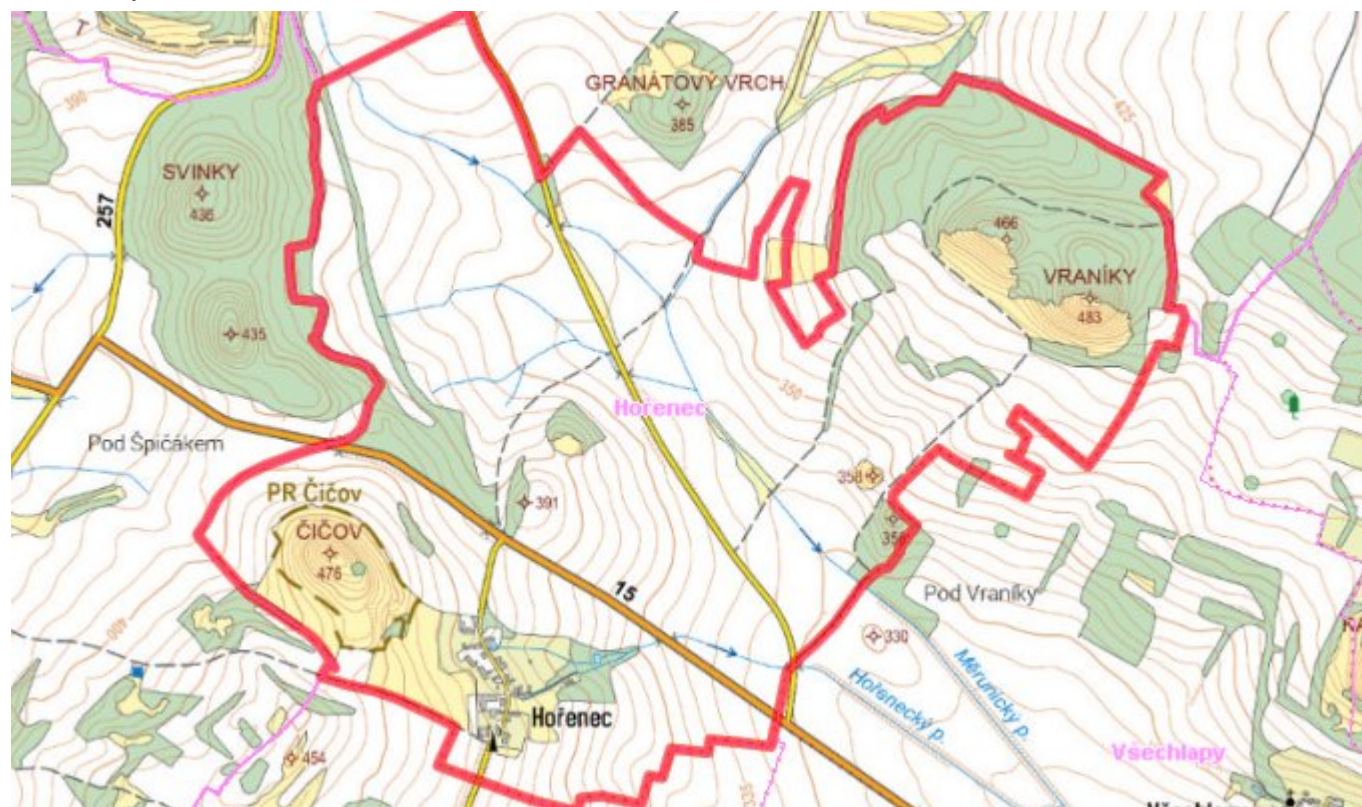 T
390
GRANÁTOVÝ VRCH
385
425
SVINKY
436
257
466
VRANÍKY
483
435
350
Hořenec
Pod Špičákem
358
391
PR Čičov
ČIČOV
476
15
Pod Vraníky
330
400
Měrunický p.
Hořenecký p.
Hořenec
Všechlapy
454